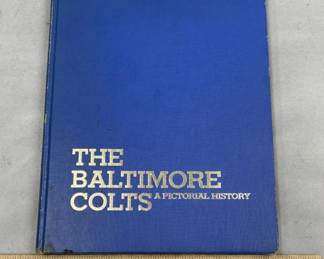 THE
BALTIMORE
COLTS A PICTORIAL HISTORY